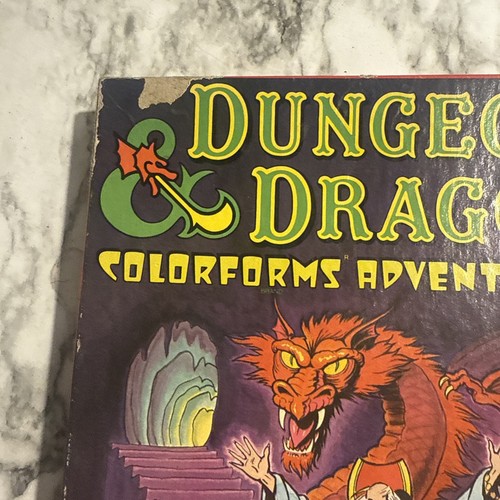 DUNGEO
& DRAGO
COLORFORMS® ADVENT